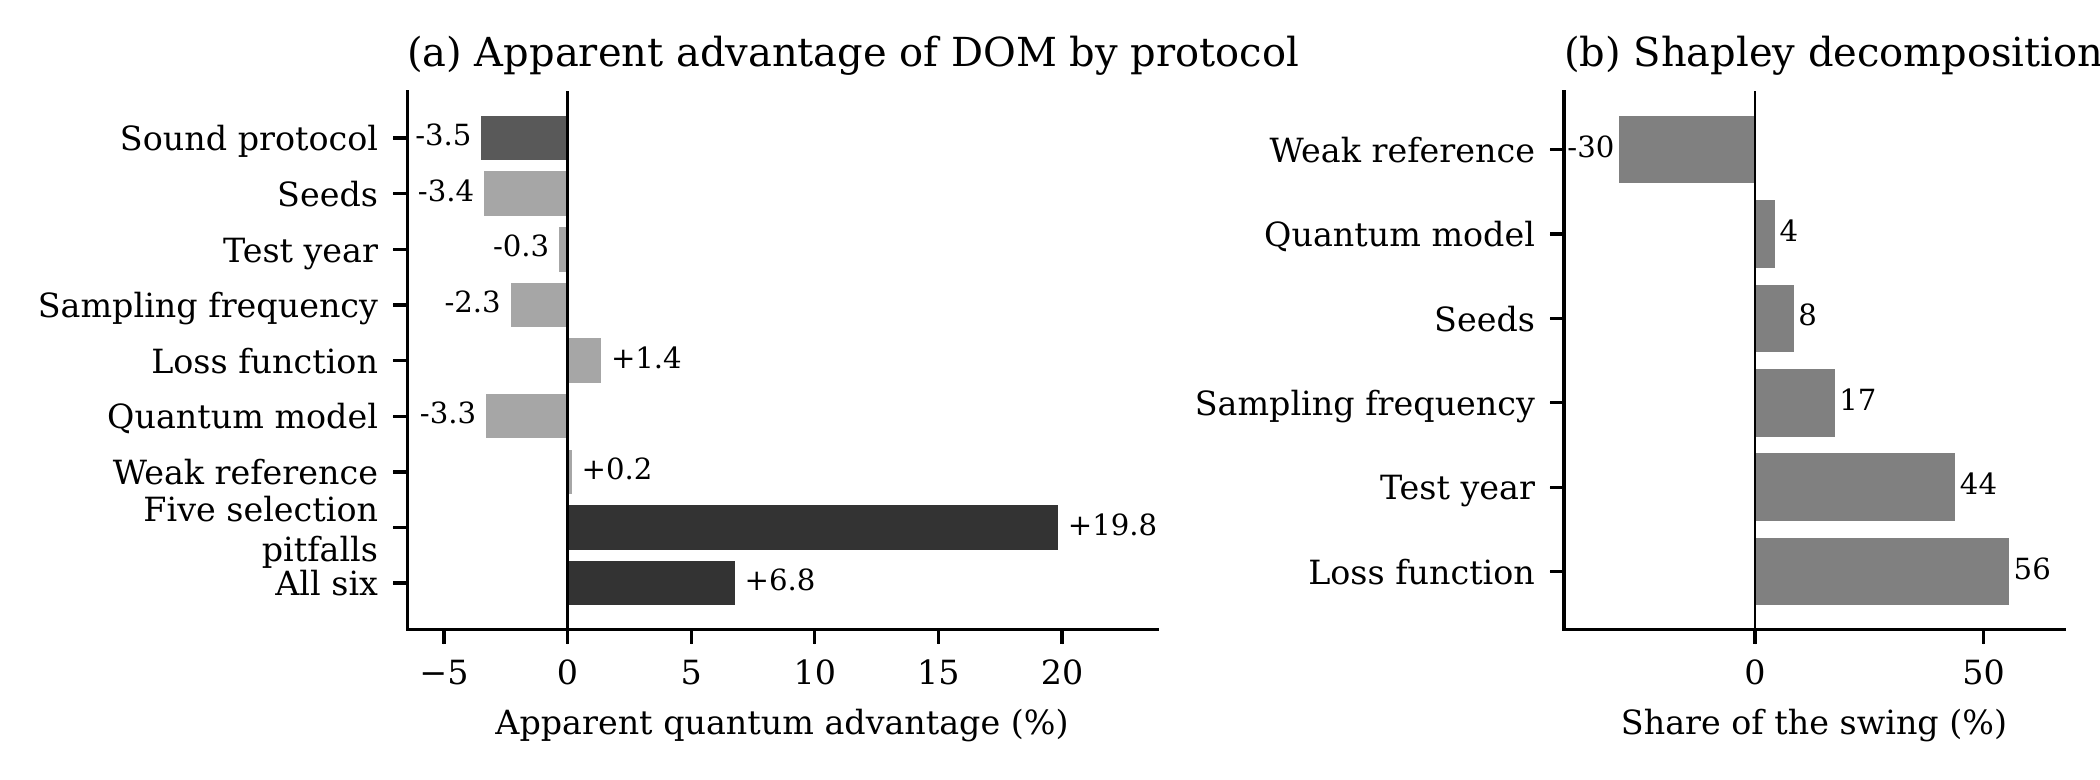 (a) Apparent advantage of DOM by protocol
Sound protocol
-3.5
Seeds
-3.4
Test year
-0.3
Sampling frequency
-2.3
Loss function
+1.4
Quantum model
-3.3
Weak reference
+0.2
Five selection
pitfalls
+19.8
All six
+6.8
−5 0 5 10 15 20
Apparent quantum advantage (%)
(b) Shapley decomposition
Weak reference
-30
Quantum model
4
Seeds
8
Sampling frequency
17
Test year
44
Loss function
56
0 50
Share of the swing (%)